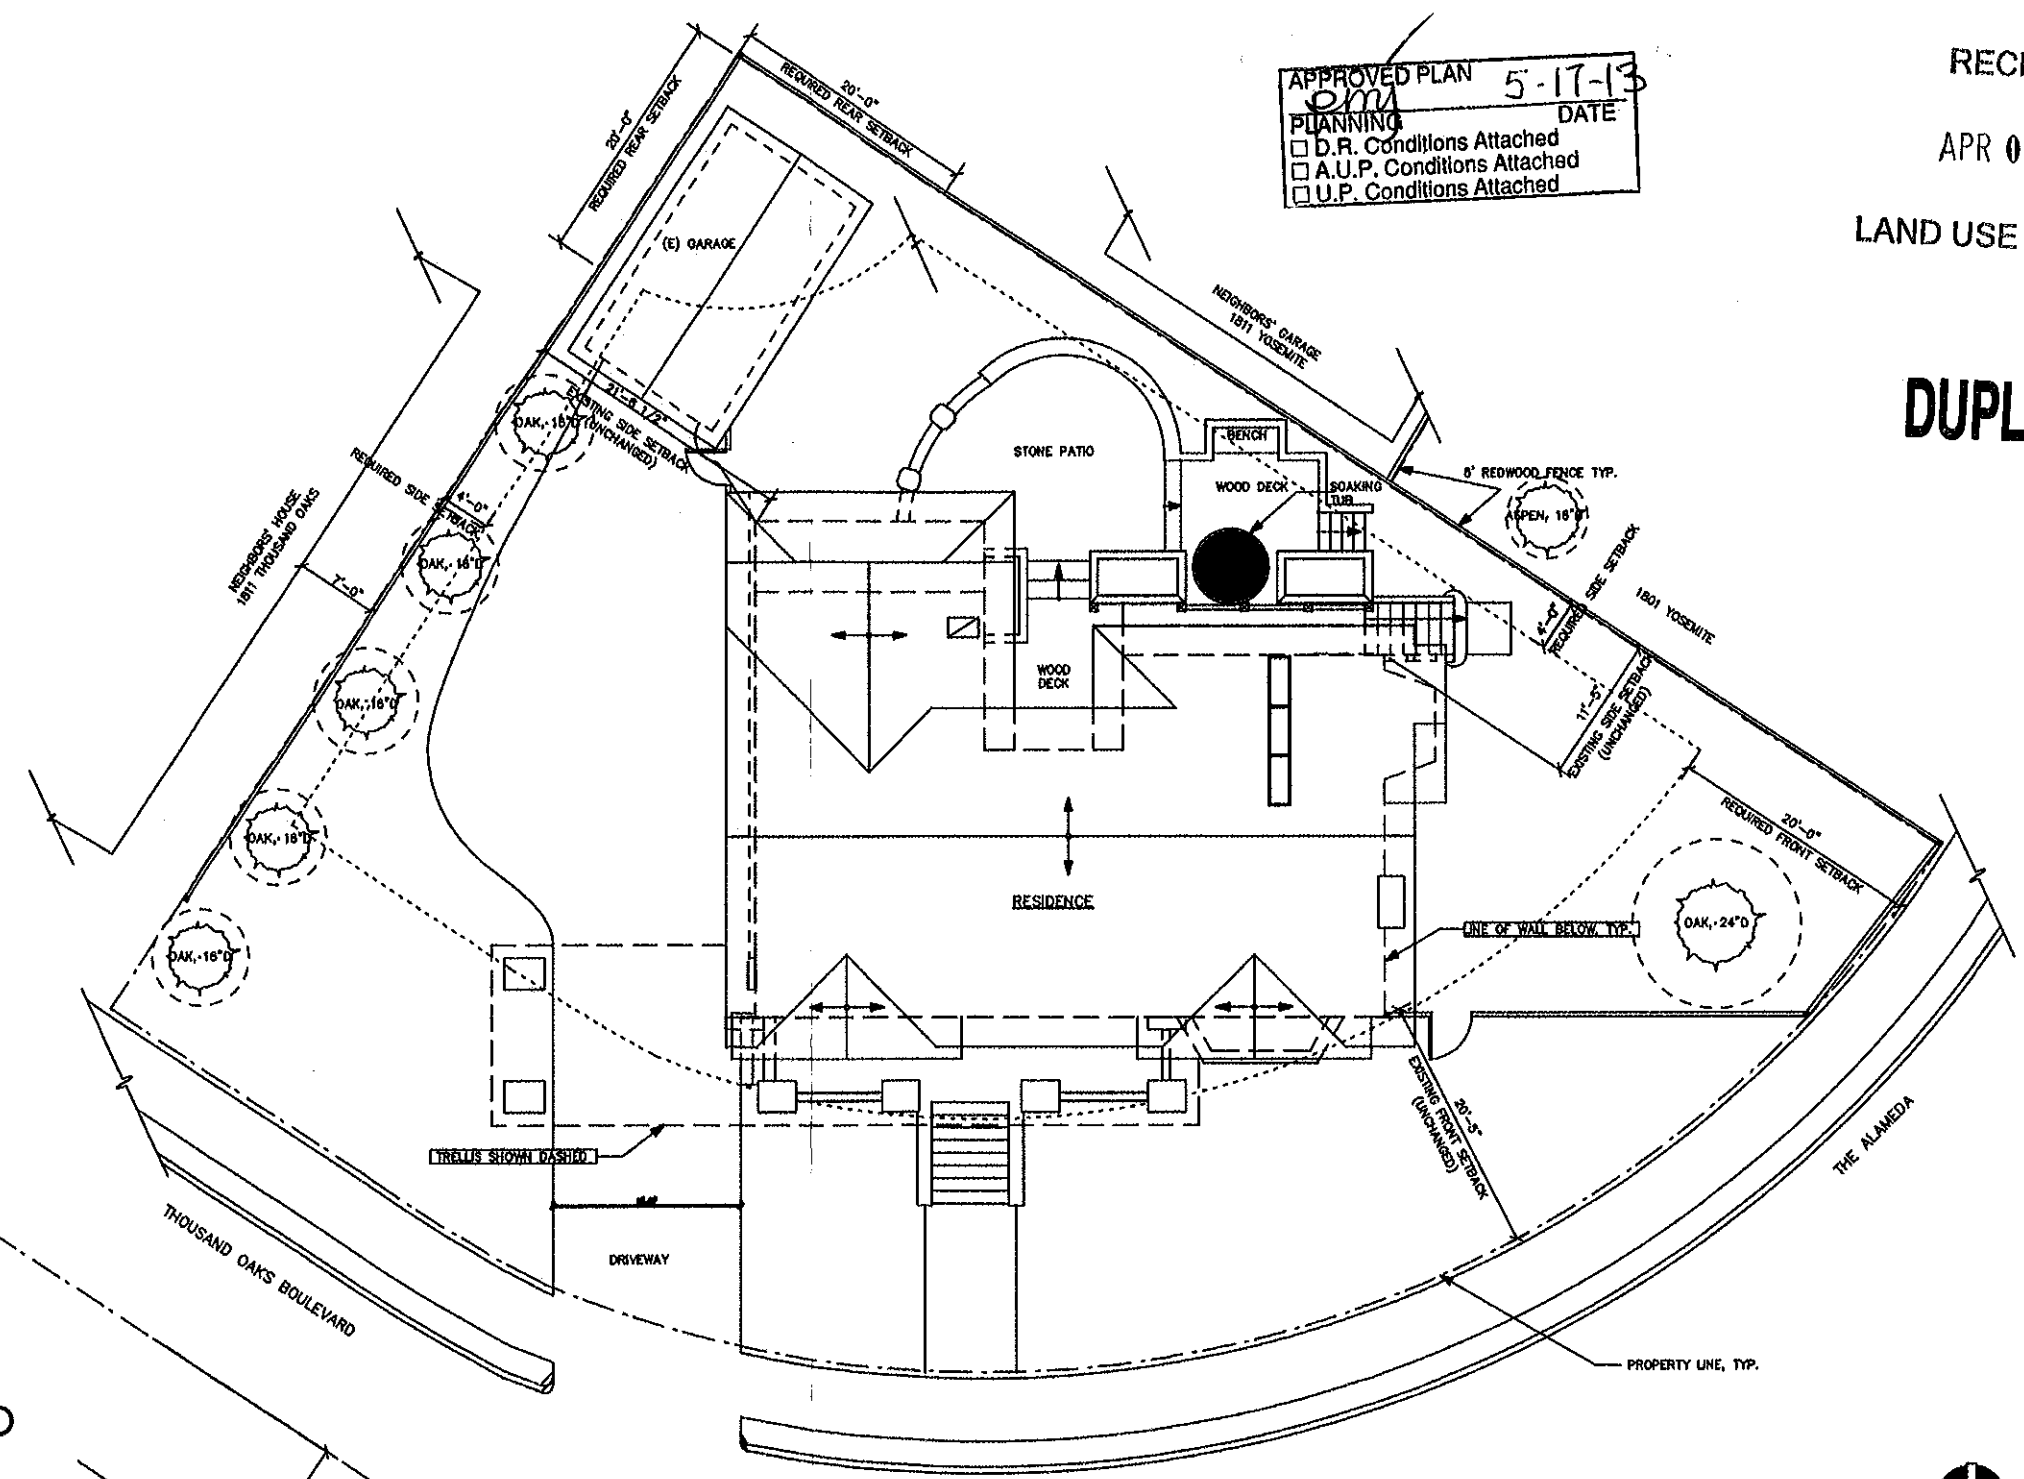 APPROVED PLAN 5-17-13
PLANNING DATE
D.R. Conditions Attached
A.U.P. Conditions Attached
U.P. Conditions Attached
APR 0
LAND USE
20'-0"
REQUIRED REAR SETBACK
20'-0"
REQUIRED REAR SETBACK
(E) GARAGE
NEIGHBORS' GARAGE
1811 YOSEMITE
21'-6 1/2"
EXISTING SIDE SETBACK
(UNCHANGED)
OAK, 18"D
STONE PATIO
BENCH
WOOD DECK
SOAKING
TUB
6' REDWOOD FENCE TYP.
ASPEN, 16"D
REQUIRED SIDE SETBACK
4'-0"
NEIGHBORS' HOUSE
1811 THOUSAND OAKS
7'-0"
OAK, 16"D
4'-0"
REQUIRED SIDE SETBACK
1801 YOSEMITE
OAK, 16"D
WOOD
DECK
11'-5"
EXISTING SIDE SETBACK
(UNCHANGED)
OAK, 16"D
20'-0"
REQUIRED FRONT SETBACK
RESIDENCE
LINE OF WALL BELOW, TYP.
OAK, 24"D
OAK, 16"D
20'-5"
EXISTING FRONT SETBACK
(UNCHANGED)
TRELLIS SHOWN DASHED
THE ALAMEDA
THOUSAND OAKS BOULEVARD
DRIVEWAY
PROPERTY LINE, TYP.